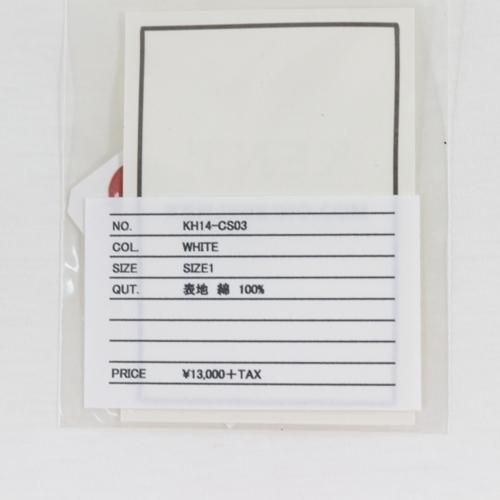 NO. KH14-CS03
COL. WHITE
SIZE SIZE1
QUT. 表地 綿 100%
PRICE ¥13,000+TAX